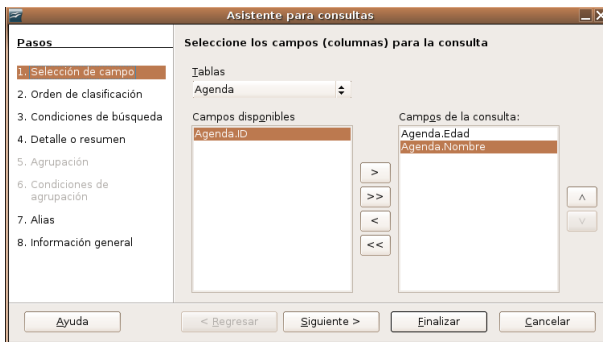 Asistente para consultas
Pasos
1. Selección de campo
2. Orden de clasificación
3. Condiciones de búsqueda
4. Detalle o resumen
5. Agrupación
6. Condiciones de
agrupación
7. Alias
8. Información general
Seleccione los campos (columnas) para la consulta
Tablas
Agenda
Campos disponibles
Agenda.ID
>
>>
<
<<
Campos de la consulta:
Agenda.Edad
Agenda.Nombre
^
v
Ayuda
< Regresar
Siguiente >
Finalizar
Cancelar